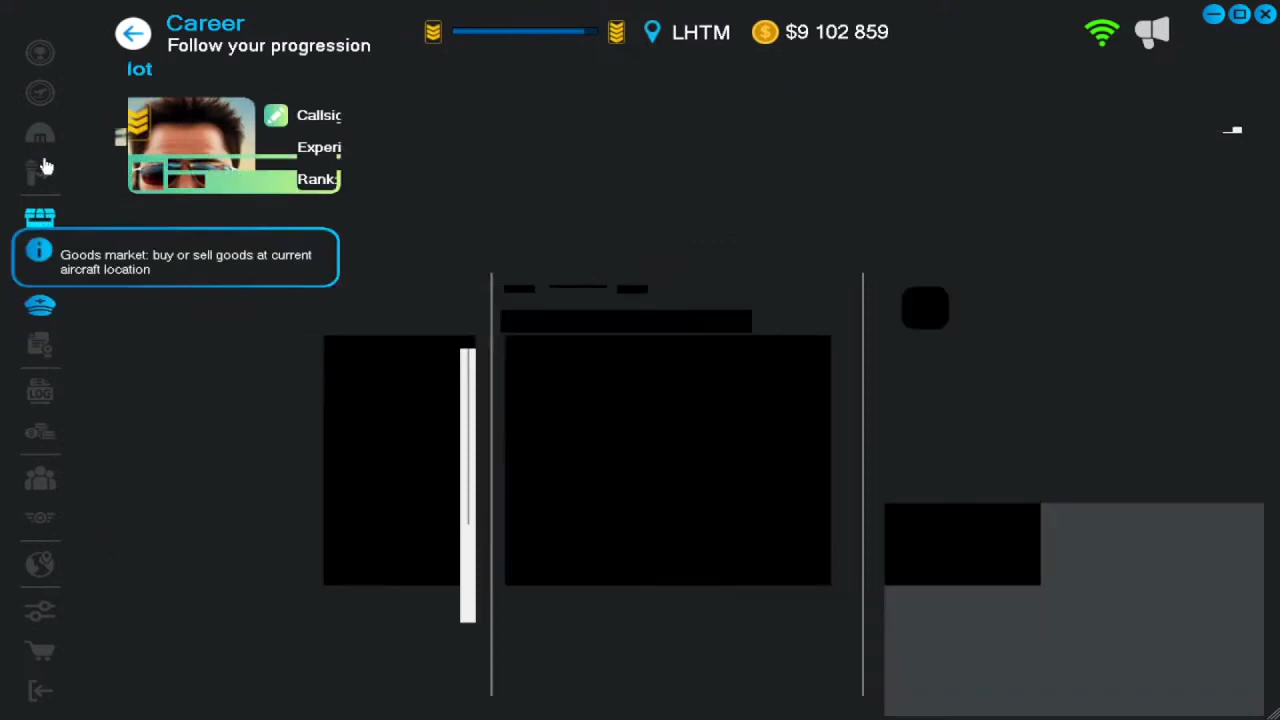 Career
Follow your progression
LHTM
$9 102 859
lot
Callsig
Experi
Rank:
Goods market: buy or sell goods at current
aircraft location
LOG